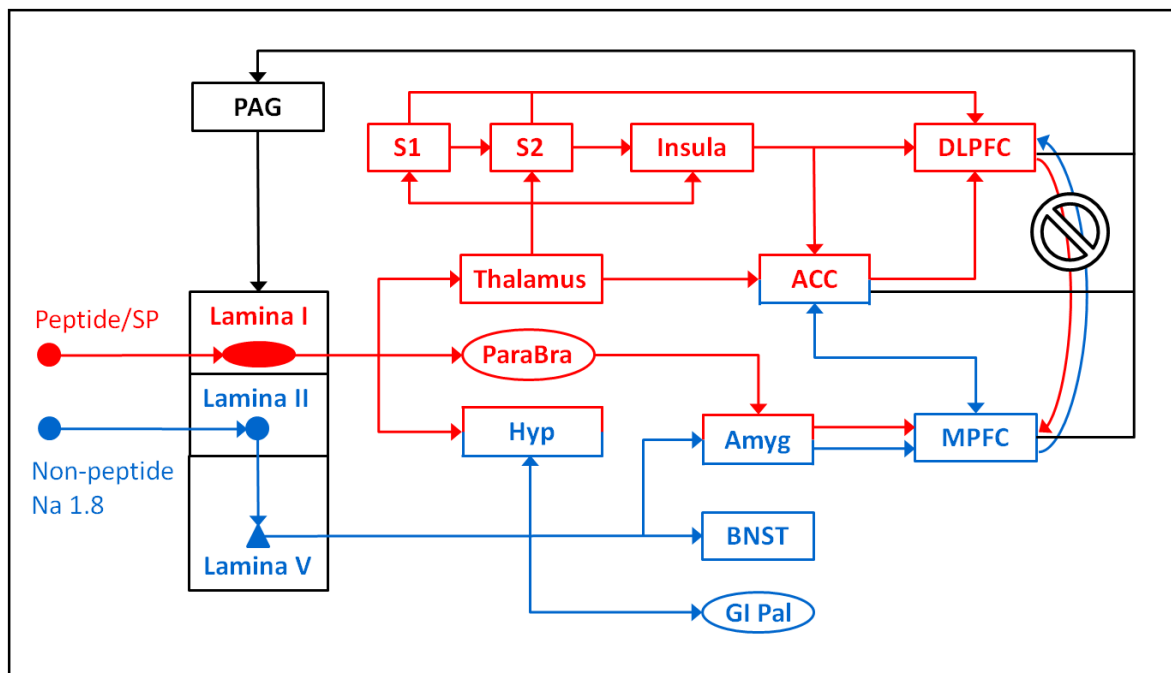 PAG
S1
S2
Insula
DLPFC
Thalamus
ACC
Peptide/SP
Lamina I
ParaBra
Lamina II
Hyp
Amyg
MPFC
Non-peptide
Na 1.8
Lamina V
BNST
GI Pal